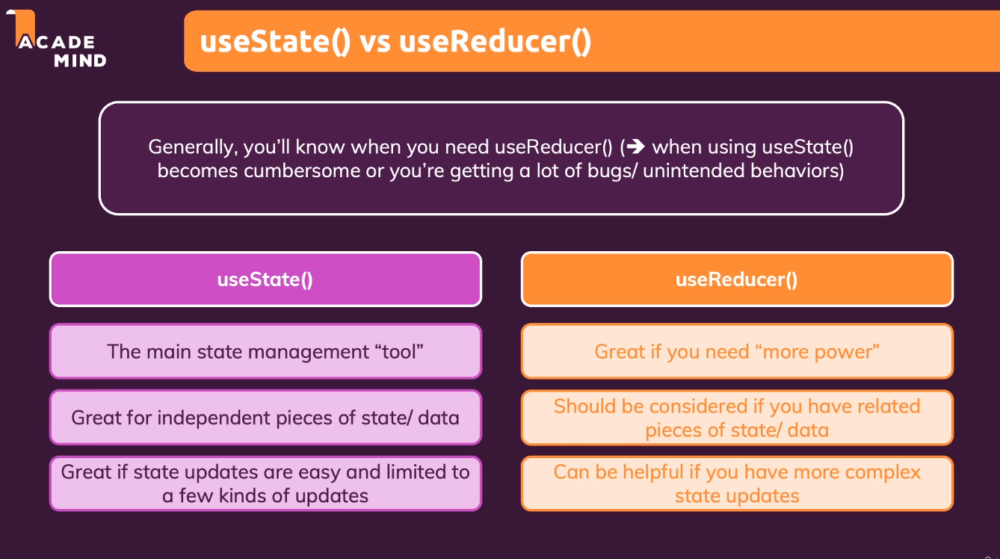 ACADE
MIND
useState() vs useReducer()
Generally, you’ll know when you need useReducer() (➔ when using useState()
becomes cumbersome or you’re getting a lot of bugs/ unintended behaviors)
useState()
useReducer()
The main state management “tool”
Great if you need “more power”
Great for independent pieces of state/ data
Should be considered if you have related
pieces of state/ data
Great if state updates are easy and limited to
a few kinds of updates
Can be helpful if you have more complex
state updates